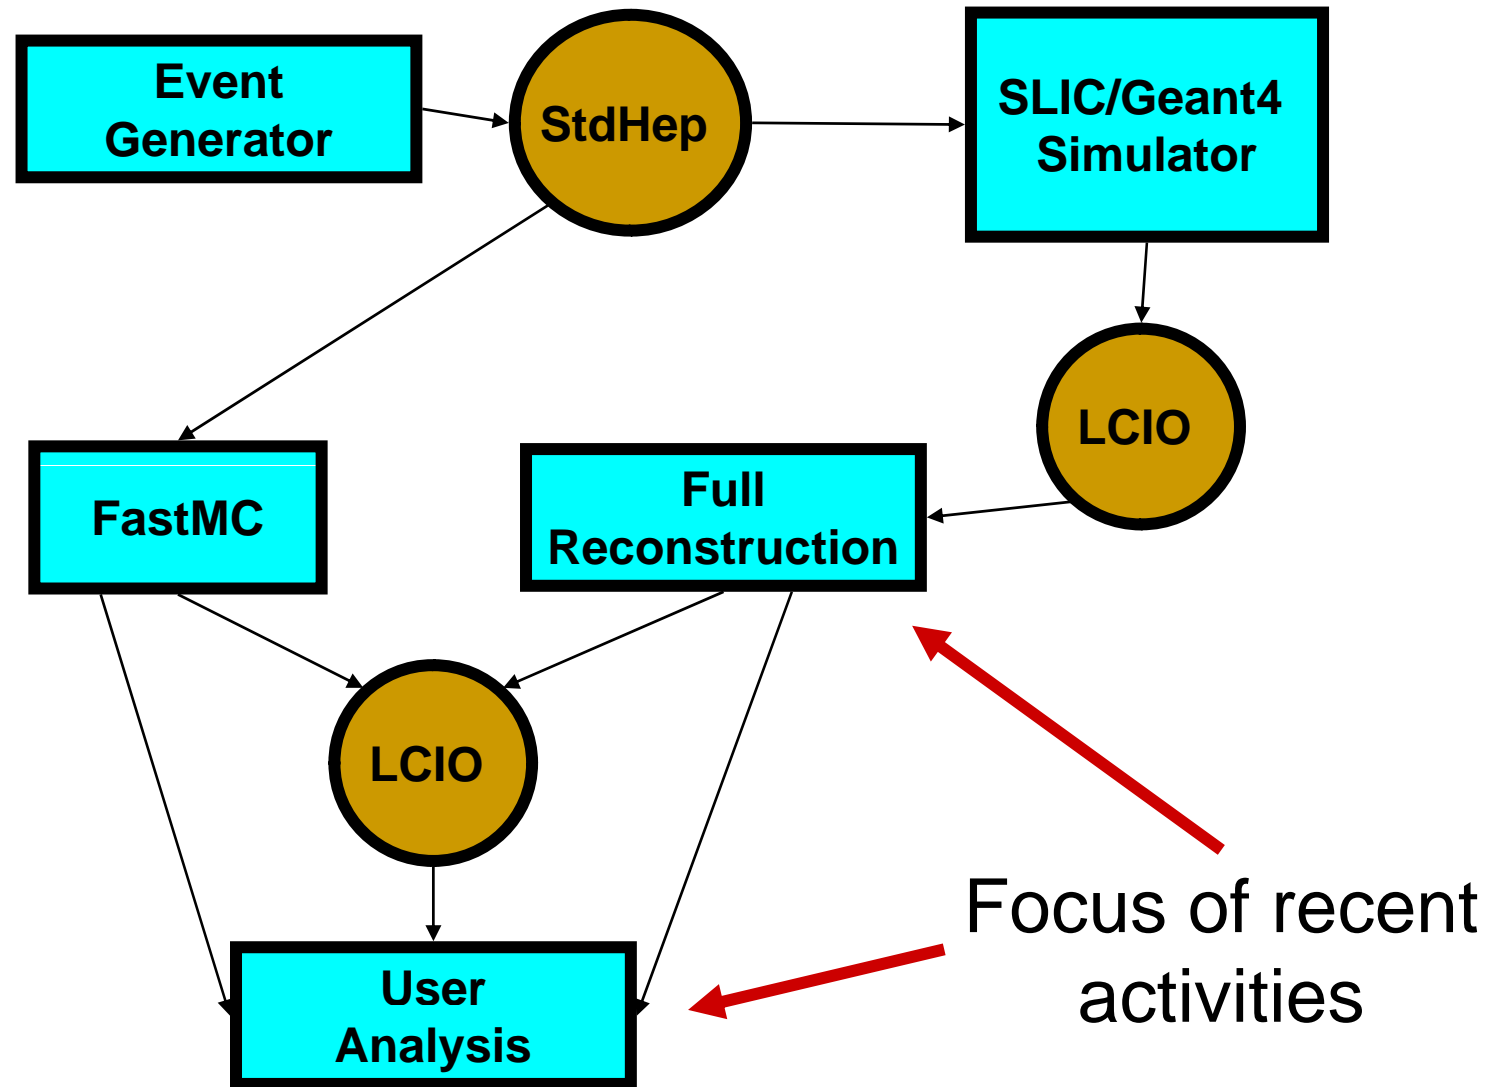 Event
Generator
StdHep
SLIC/Geant4
Simulator
LCIO
FastMC
Full
Reconstruction
LCIO
User
Analysis
Focus of recent
activities